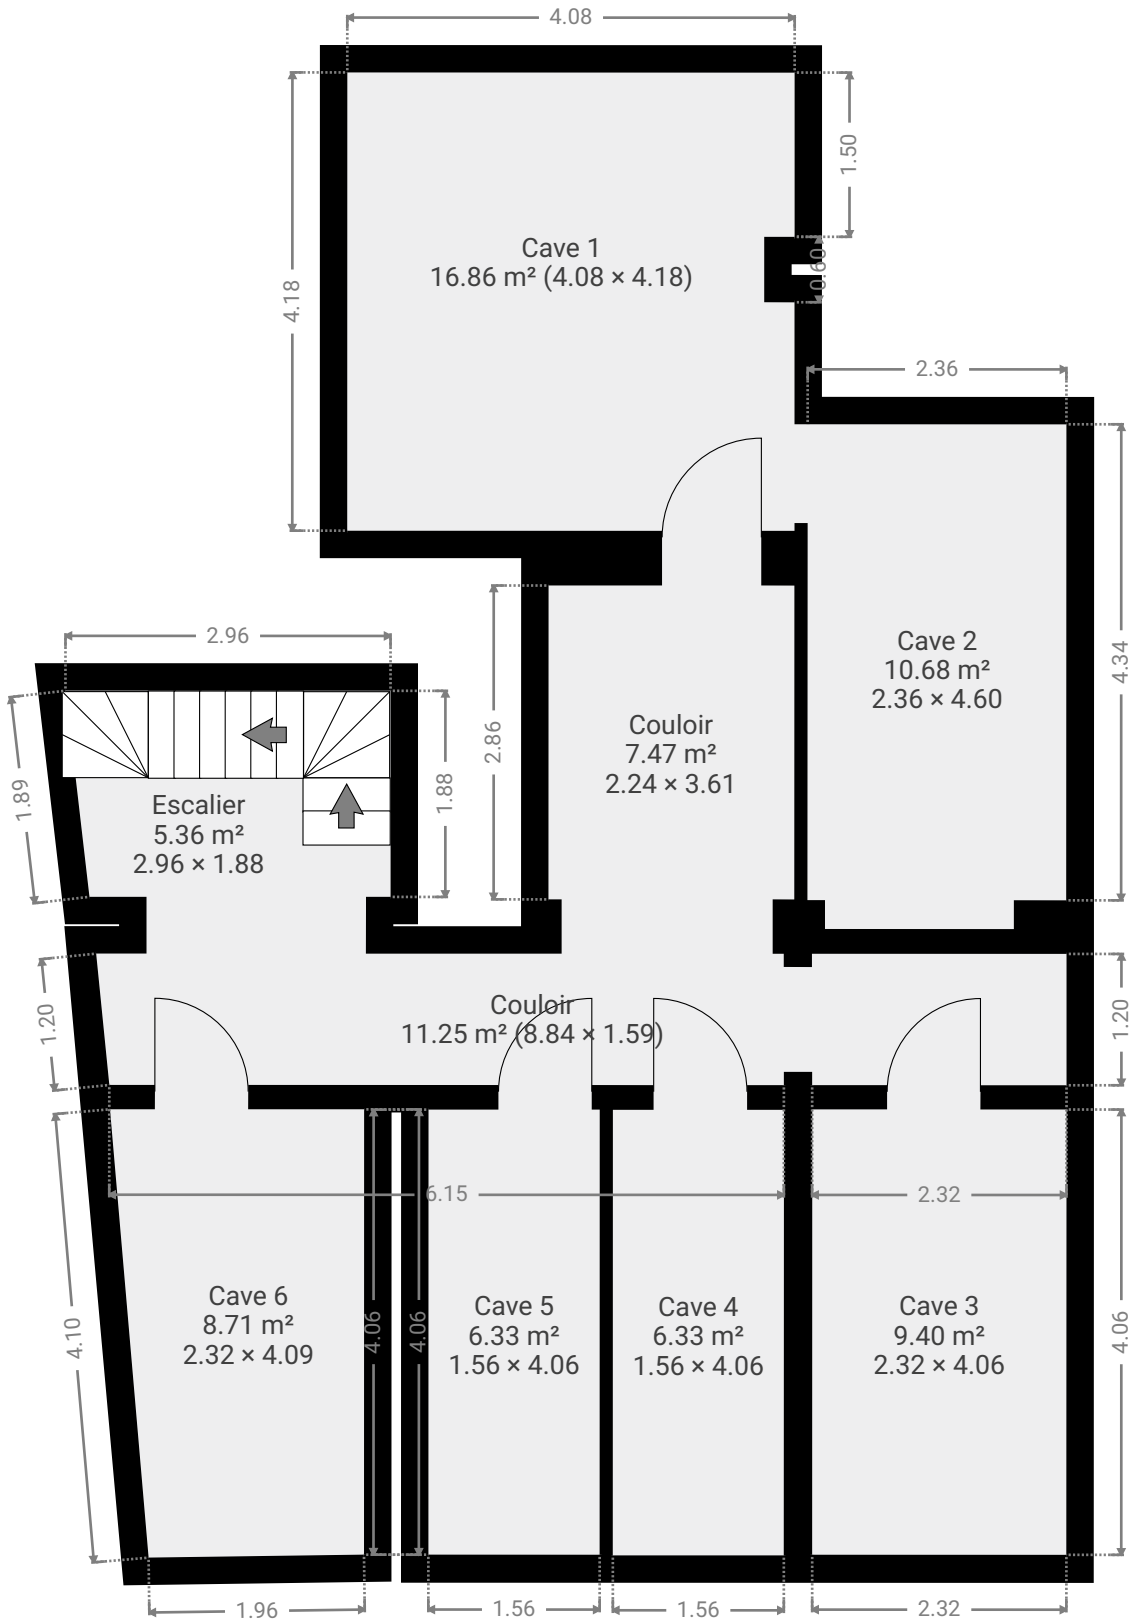 4.08
1.50
Cave 1
16.86 m² (4.08 × 4.18)
0.60
4.18
2.36
2.96
Cave 2
10.68 m²
2.36 × 4.60
4.34
Couloir
7.47 m²
2.24 × 3.61
2.86
1.89
1.88
Escalier
5.36 m²
2.96 × 1.88
1.20
Couloir
11.25 m² (8.84 × 1.59)
1.20
6.15
2.32
Cave 6
8.71 m²
2.32 × 4.09
4.10
4.06
4.06
Cave 5
6.33 m²
1.56 × 4.06
Cave 4
6.33 m²
1.56 × 4.06
Cave 3
9.40 m²
2.32 × 4.06
4.06
1.96
1.56
1.56
2.32